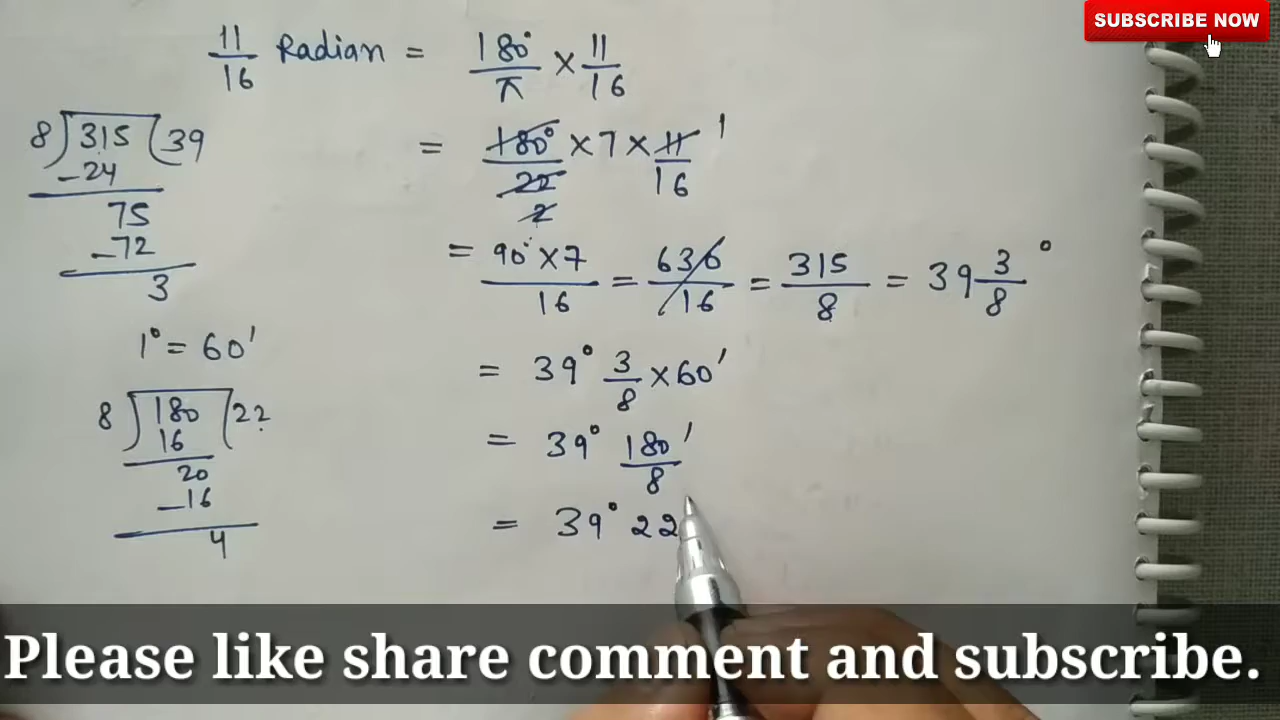 SUBSCRIBE NOW
11/16 Radian = 180°/π × 11/16
8)315(39
-24
75
-72
3
= 180°/22 × 7 × 11/16 1
2
= 90° × 7/16 = 630/16 = 315/8 = 39 3/8 °
1° = 60'
= 39° 3/8 × 60'
8)180(22
16
20
-16
4
= 39° 180'/8
= 39° 22
Please like share comment and subscribe.